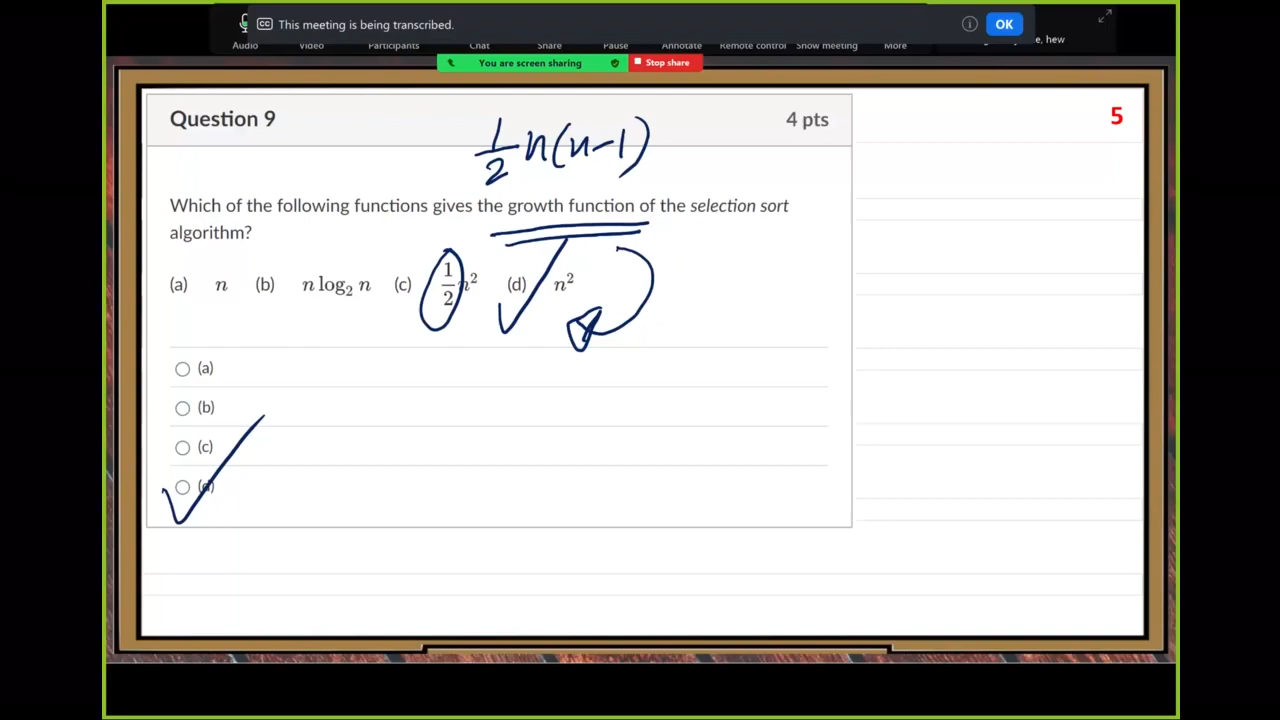 This meeting is being transcribed.
OK
Audio Video Participants Chat Share Pause Annotate Remote control Show meeting More
e, hew
You are screen sharing Stop share
5
Question 9
4 pts
1/2 n(n-1)
Which of the following functions gives the growth function of the selection sort
algorithm?
(a) n (b) n log₂ n (c) 1/2 n² (d) n²
(a)
(b)
(c)
(d)